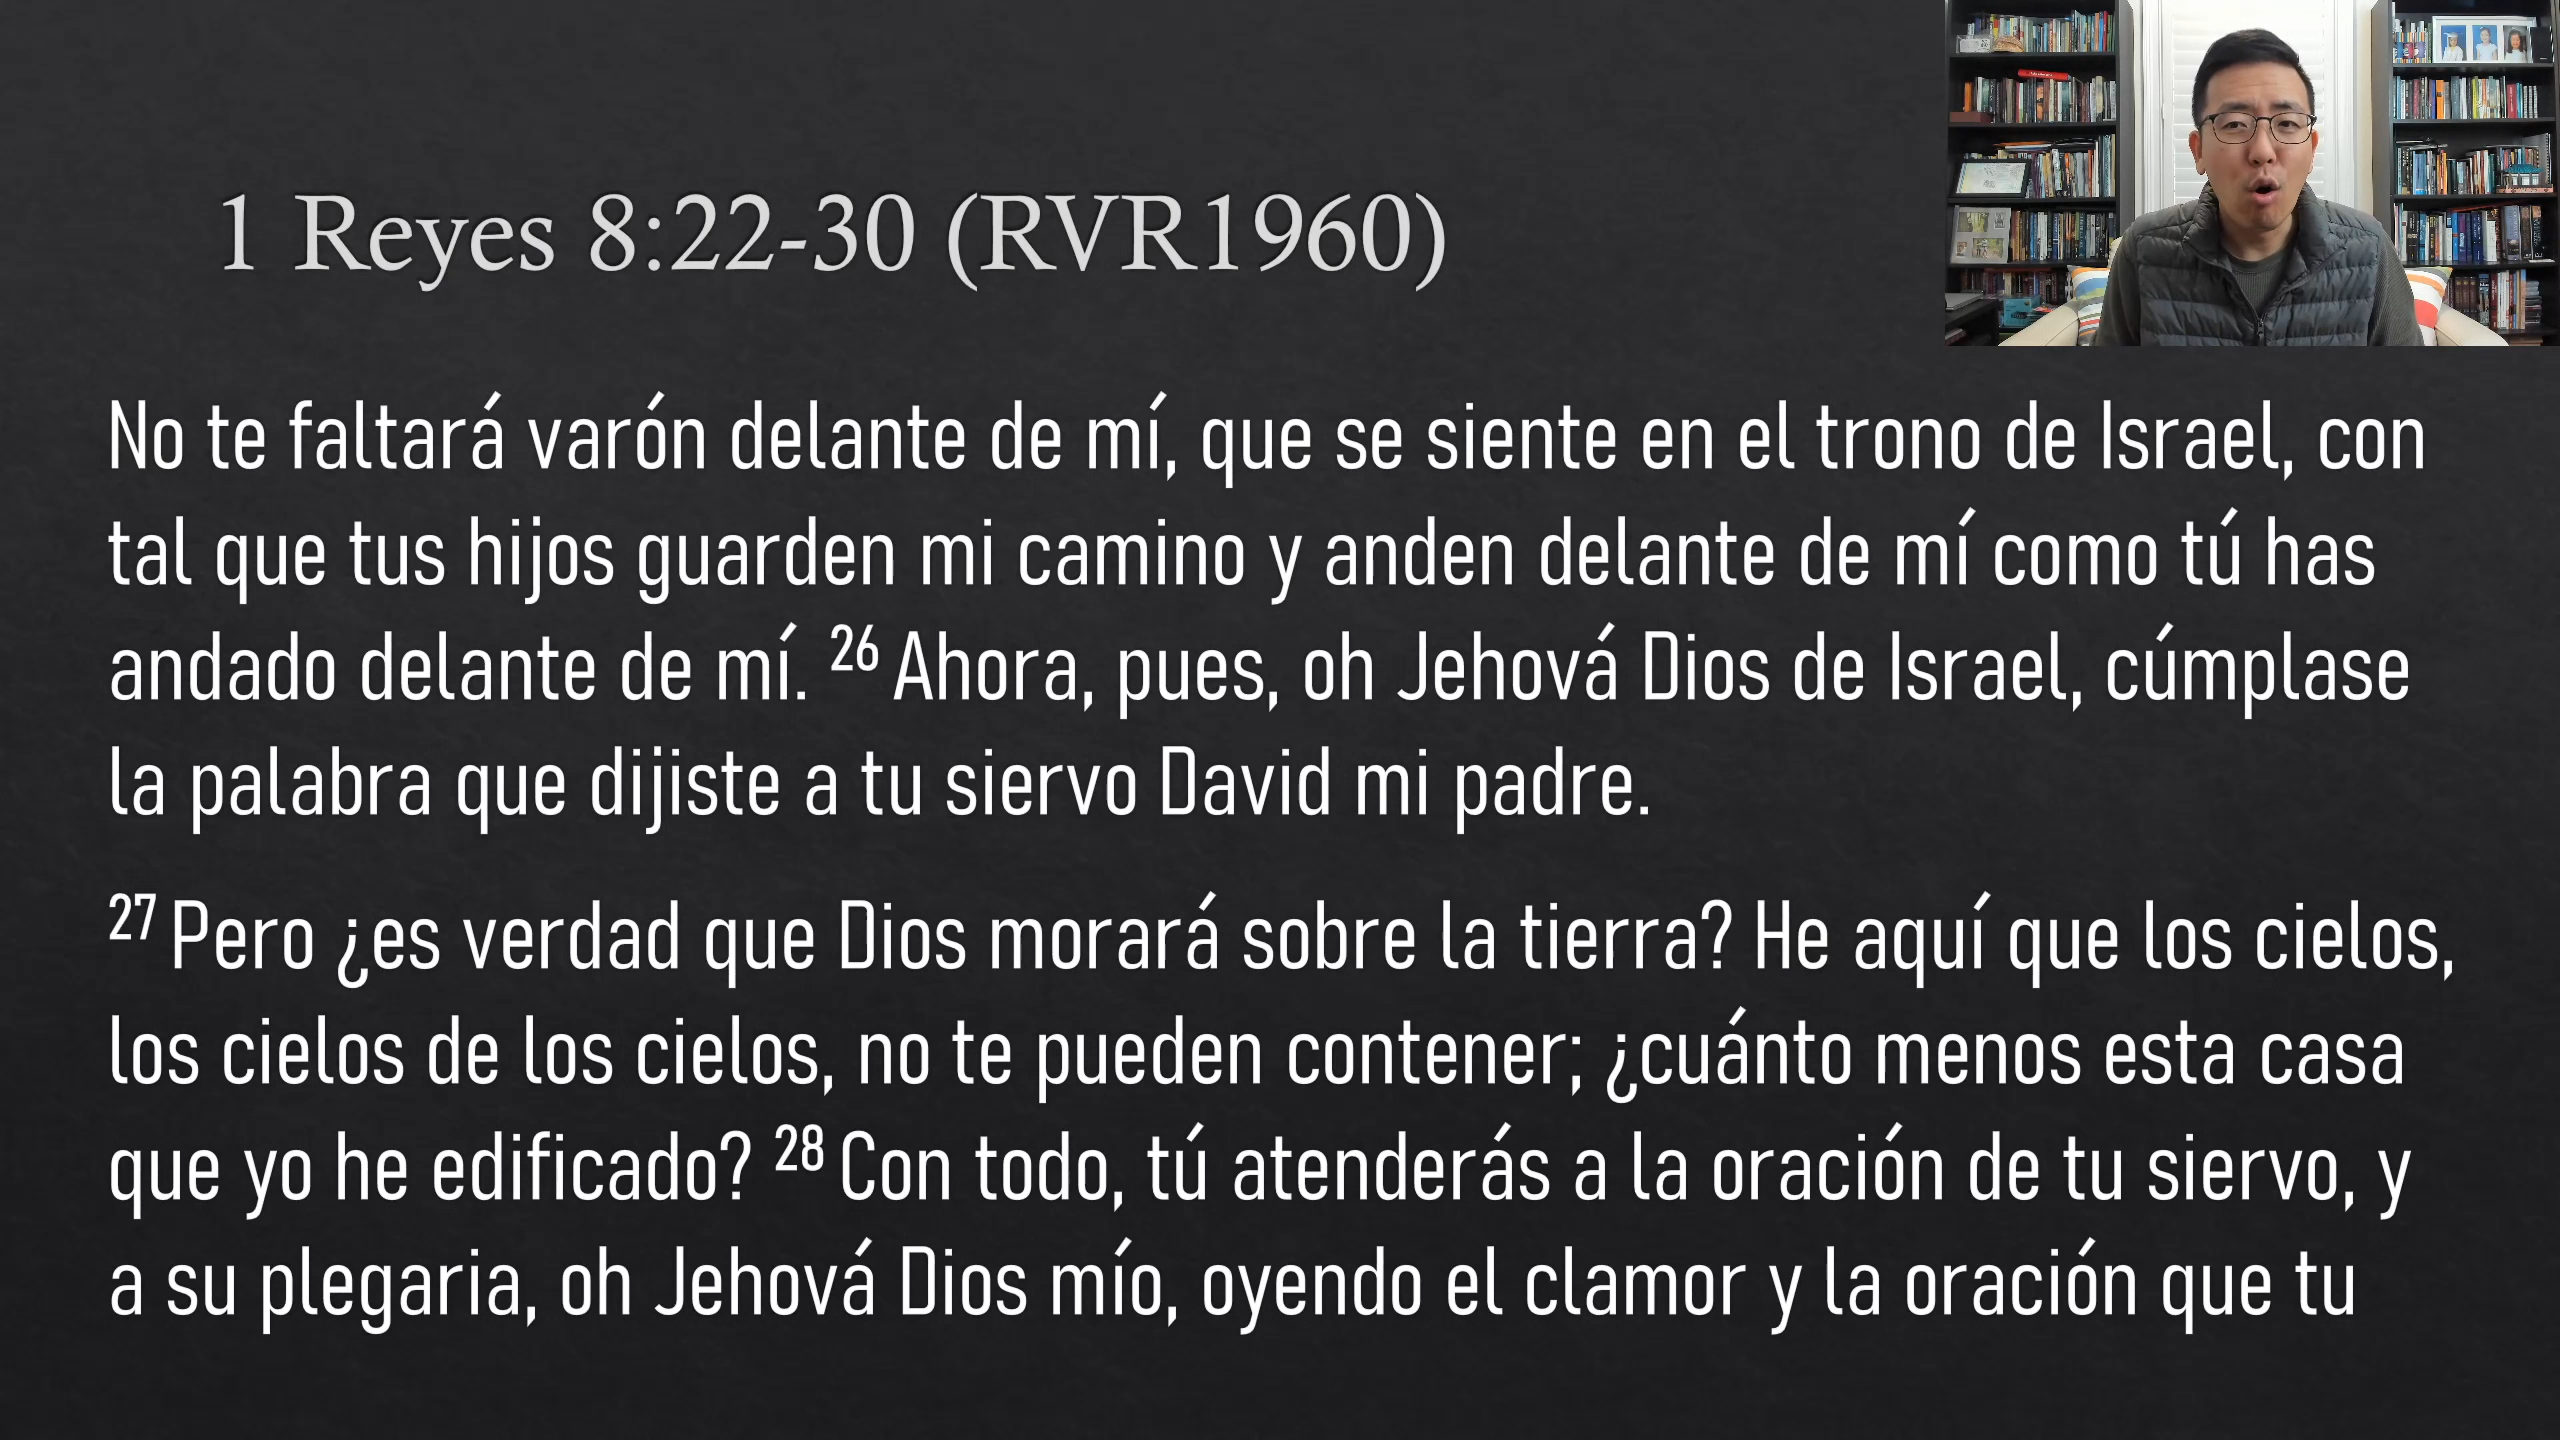 1 Reyes 8:22-30 (RVR1960)
No te faltará varón delante de mí, que se siente en el trono de Israel, con
tal que tus hijos guarden mi camino y anden delante de mí como tú has
andado delante de mí. 26 Ahora, pues, oh Jehová Dios de Israel, cúmplase
la palabra que dijiste a tu siervo David mi padre.
27 Pero ¿es verdad que Dios morará sobre la tierra? He aquí que los cielos,
los cielos de los cielos, no te pueden contener; ¿cuánto menos esta casa
que yo he edificado? 28 Con todo, tú atenderás a la oración de tu siervo, y
a su plegaria, oh Jehová Dios mío, oyendo el clamor y la oración que tu